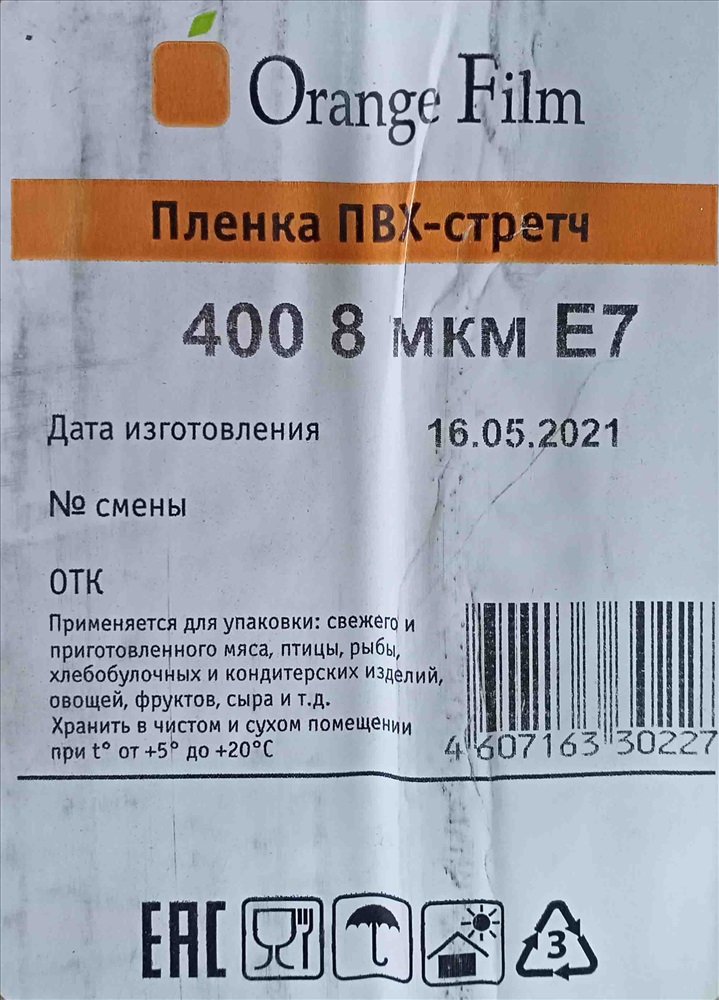 Orange Film
Пленка ПВХ-стретч
400 8 мкм E7
Дата изготовления 16.05.2021
№ смены
ОТК
Применяется для упаковки: свежего и
приготовленного мяса, птицы, рыбы,
хлебобулочных и кондитерских изделий,
овощей, фруктов, сыра и т.д.
Хранить в чистом и сухом помещении
при t° от +5° до +20°С
4 607163 30227
EAC
3